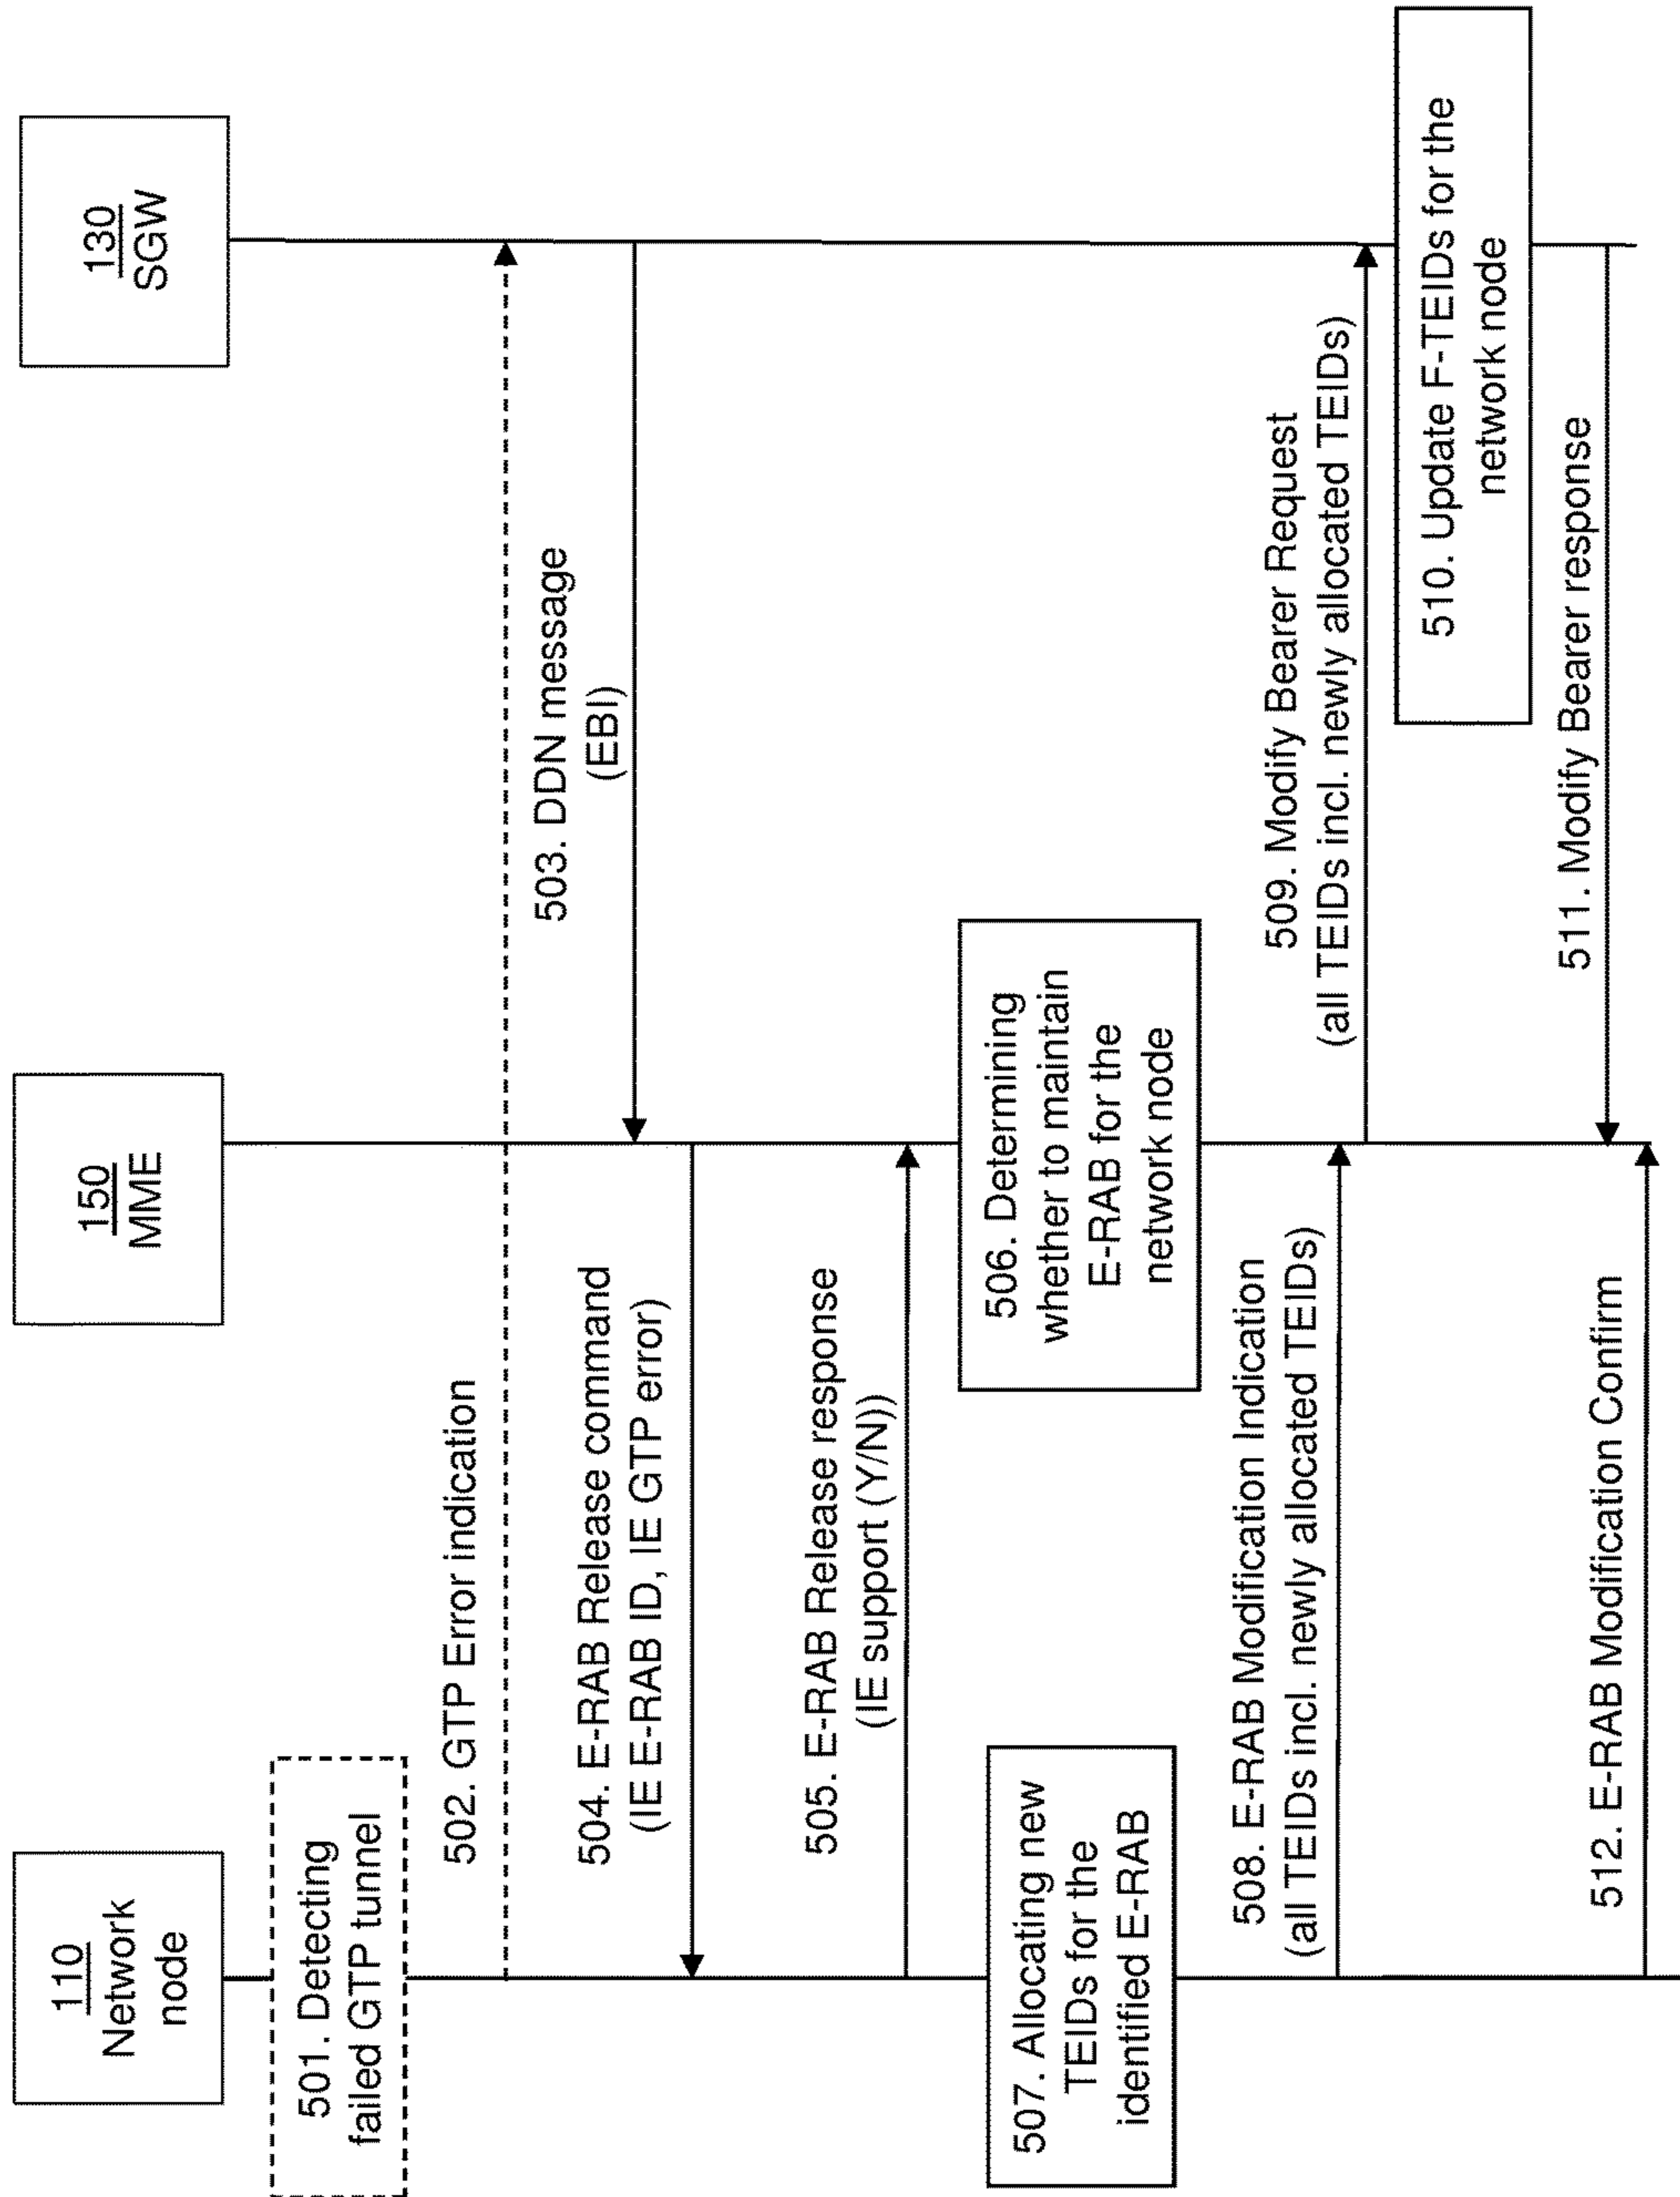 110
Network
node
150
MME
130
SGW
501. Detecting
failed GTP tunnel
502. GTP Error indication
503. DDN message
(EBI)
504. E-RAB Release command
(IE E-RAB ID, IE GTP error)
505. E-RAB Release response
(IE support (Y/N))
506. Determining
whether to maintain
E-RAB for the
network node
507. Allocating new
TEIDs for the
identified E-RAB
508. E-RAB Modification Indication
(all TEIDs incl. newly allocated TEIDs)
509. Modify Bearer Request
(all TEIDs incl. newly allocated TEIDs)
510. Update F-TEIDs for the
network node
511. Modify Bearer response
512. E-RAB Modification Confirm